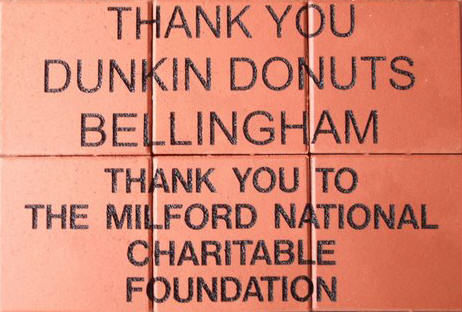 THANK YOU
DUNKIN DONUTS
BELLINGHAM
THANK YOU TO
THE MILFORD NATIONAL
CHARITABLE
FOUNDATION